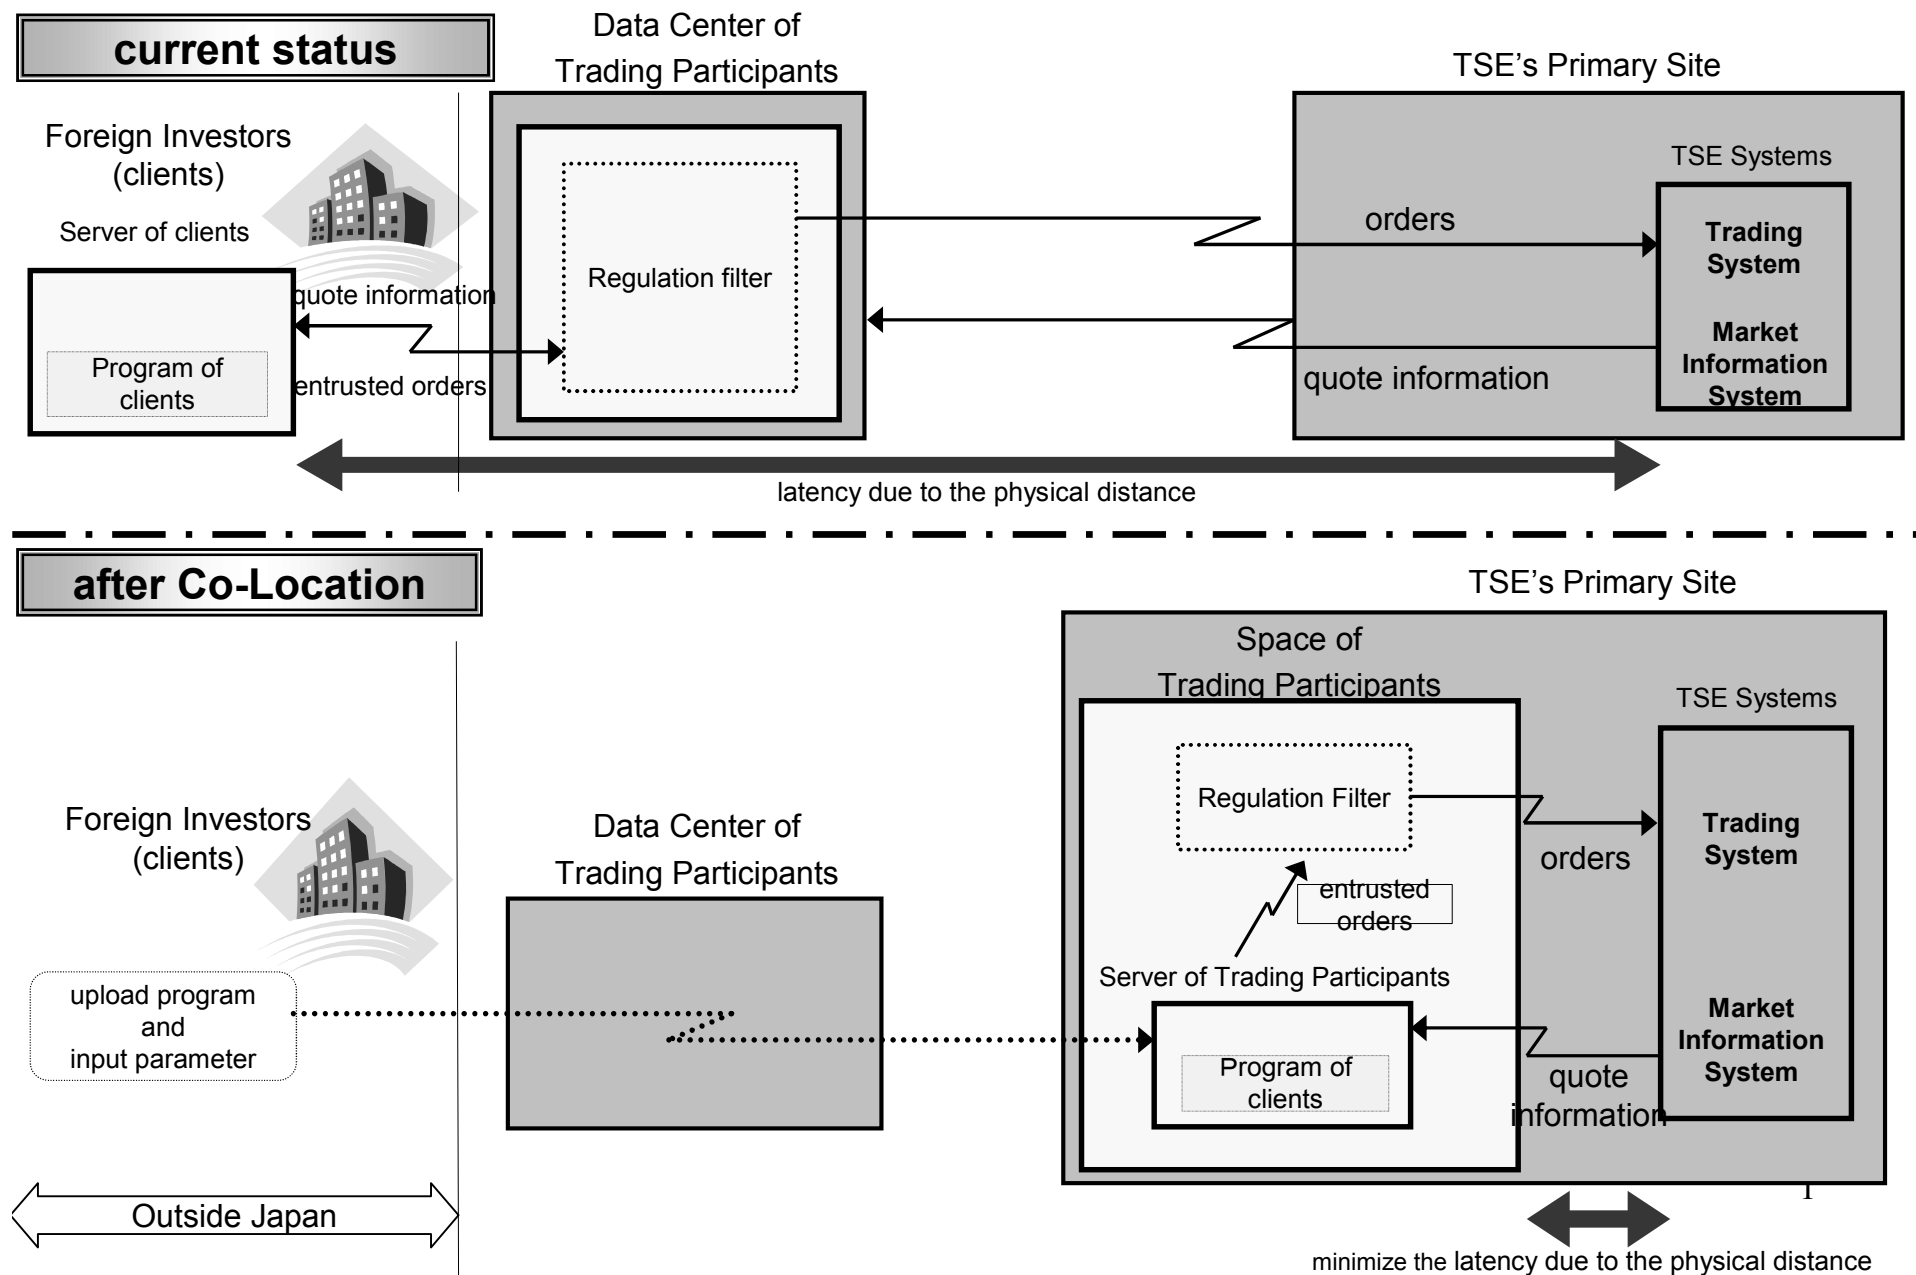 current status
Data Center of
Trading Participants
TSE's Primary Site
Foreign Investors
(clients)
Server of clients
TSE Systems
Regulation filter
orders
Trading
System
quote information
Program of
clients
entrusted orders
quote information
Market
Information
System
latency due to the physical distance
after Co-Location
TSE's Primary Site
Space of
Trading Participants
TSE Systems
Foreign Investors
(clients)
Data Center of
Trading Participants
Regulation Filter
orders
Trading
System
entrusted
orders
Server of Trading Participants
upload program
and
input parameter
Program of
clients
quote
information
Market
Information
System
1
Outside Japan
minimize the latency due to the physical distance